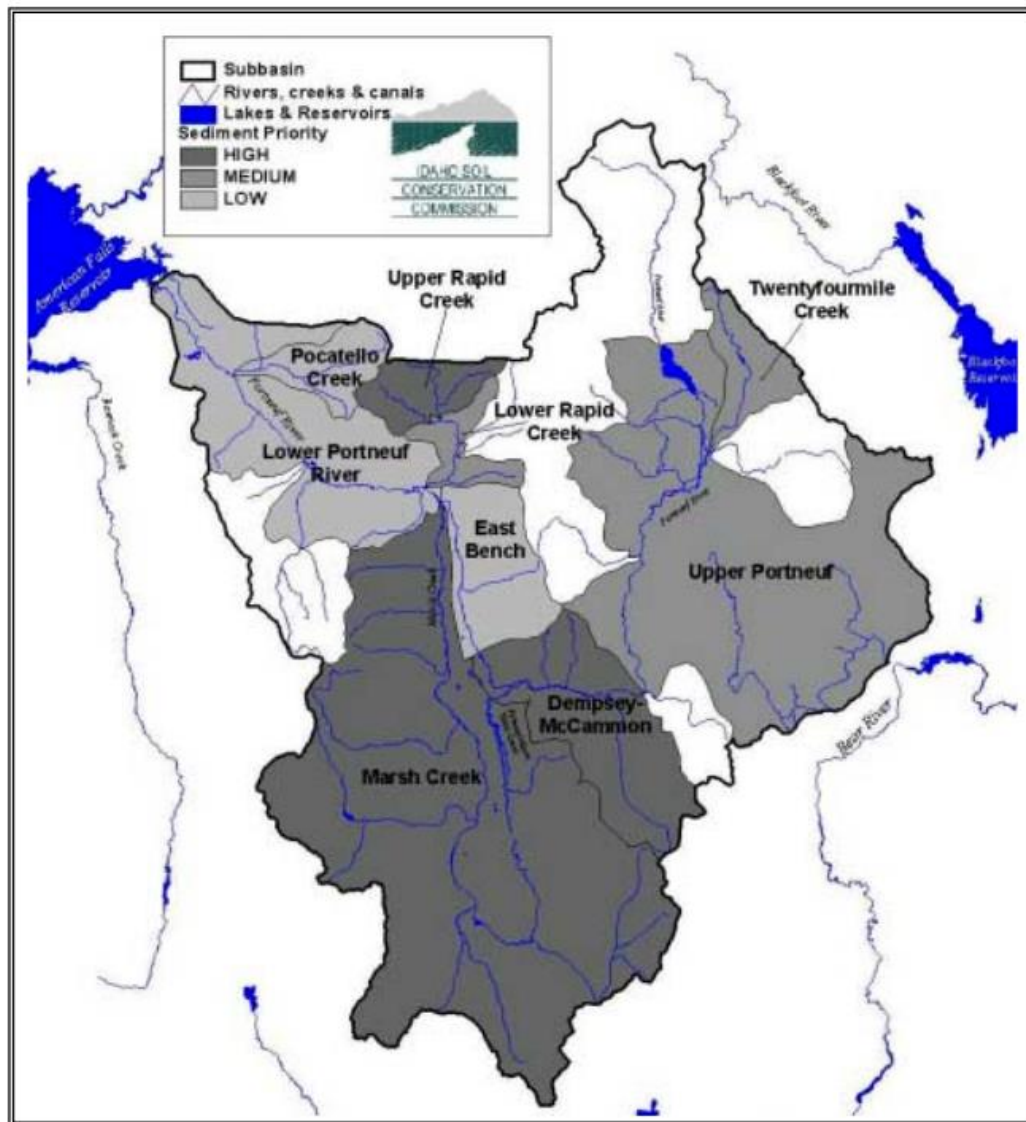 Subbasin
Rivers, creeks & canals
Lakes & Reservoirs
Sediment Priority
HIGH
MEDIUM
LOW
IDAHO SOIL
CONSERVATION
COMMISSION
Blackfoot River
American Falls
Reservoir
Upper Rapid
Creek
Twentyfourmile
Creek
Pocatello
Creek
Portneuf River
Lower Rapid
Creek
Lower Portneuf
River
East
Bench
Upper Portneuf
Marsh Creek
Dempsey-
McCammon
Marsh Creek
Bear River